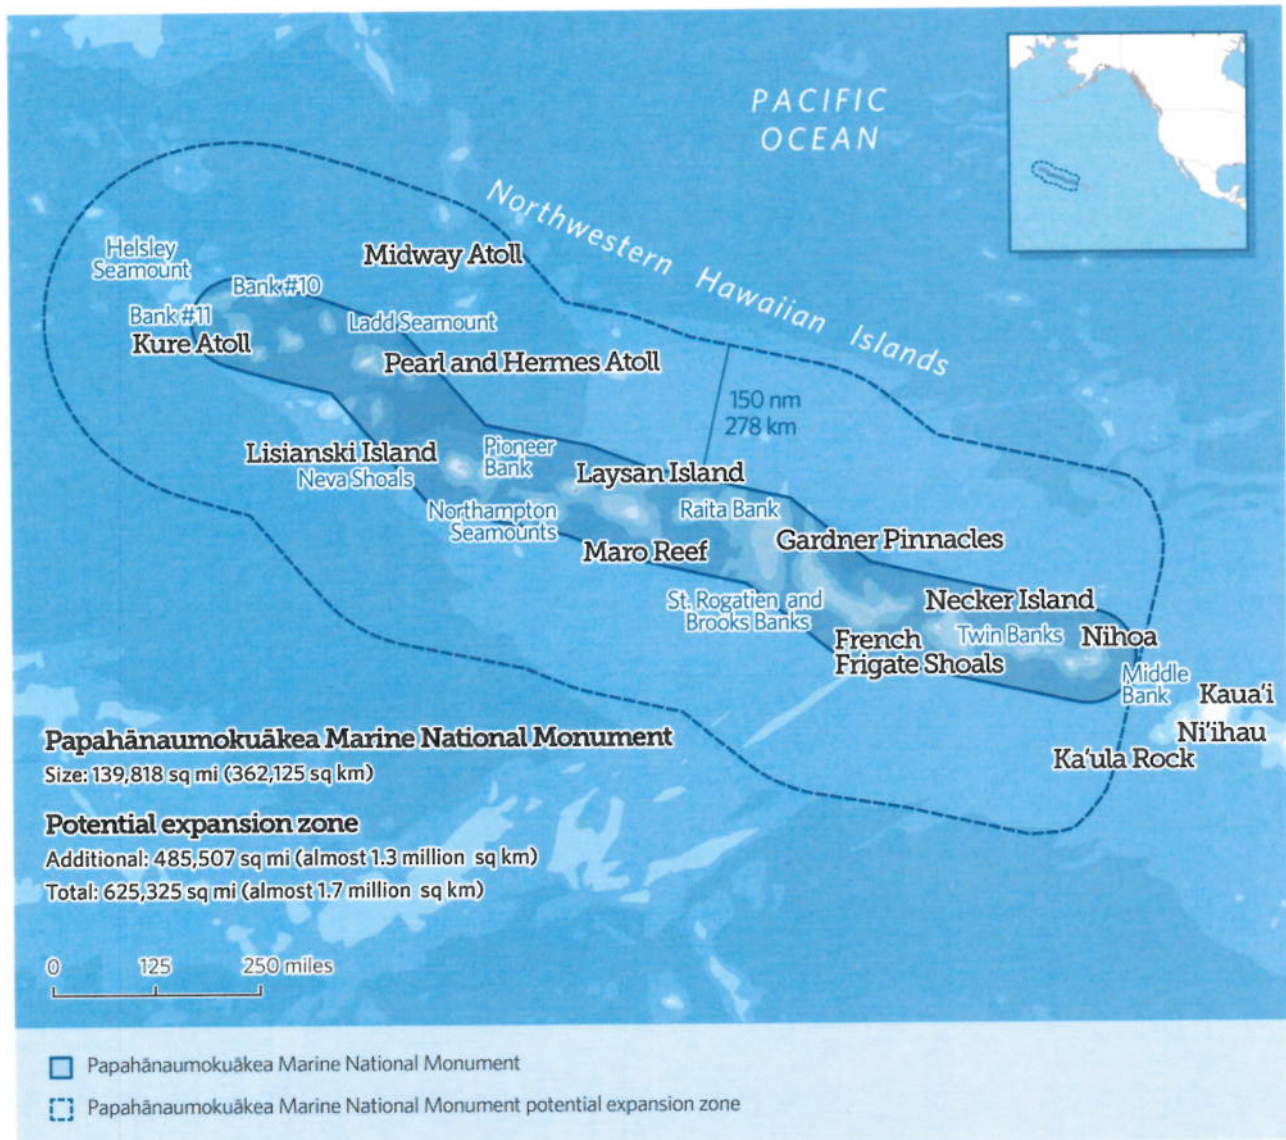 PACIFIC
OCEAN
Northwestern Hawaiian Islands
Helsley
Seamount
Midway Atoll
Bank #10
Bank #11
Ladd Seamount
Kure Atoll
Pearl and Hermes Atoll
150 nm
278 km
Lisianski Island
Neva Shoals
Pioneer
Bank
Laysan Island
Northampton
Seamounts
Raita Bank
Maro Reef
Gardner Pinnacles
St. Rogatien and
Brooks Banks
Necker Island
French
Frigate Shoals
Twin Banks
Nihoa
Middle
Bank
Kaua'i
Ni'ihau
Ka'ula Rock
Papahānaumokuākea Marine National Monument
Size: 139,818 sq mi (362,125 sq km)
Potential expansion zone
Additional: 485,507 sq mi (almost 1.3 million sq km)
Total: 625,325 sq mi (almost 1.7 million sq km)
0 125 250 miles
Papahānaumokuākea Marine National Monument
Papahānaumokuākea Marine National Monument potential expansion zone